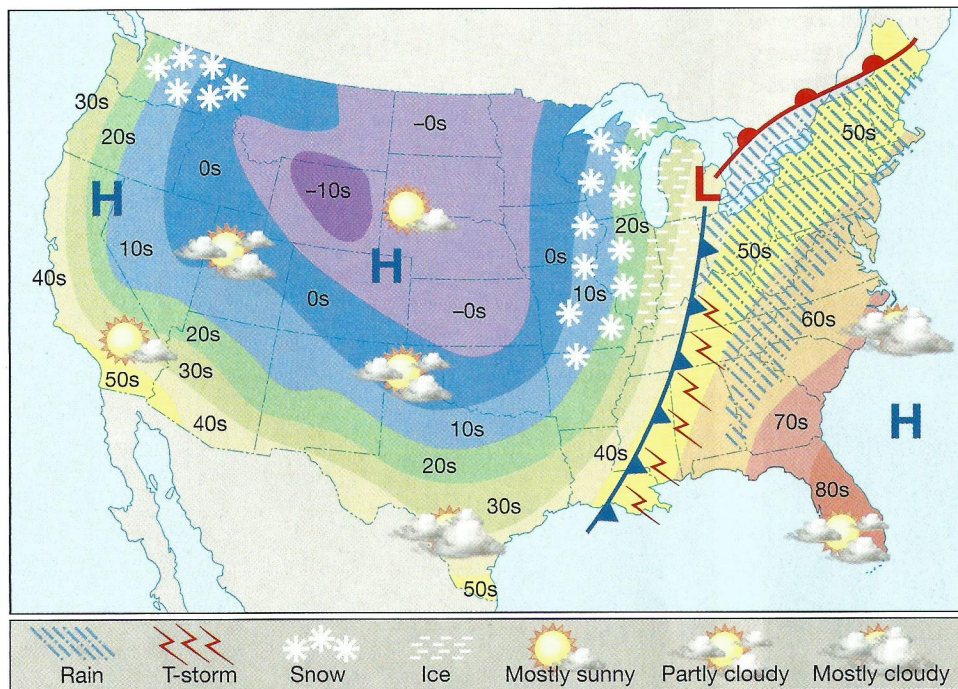 -0s
50s
30s
20s
0s
-10s
L
H
20s
H
10s
0s
50s
40s
0s
10s
-0s
60s
20s
50s
30s
70s
H
40s
10s
40s
20s
80s
30s
50s
Rain
T-storm
Snow
Ice
Mostly sunny
Partly cloudy
Mostly cloudy